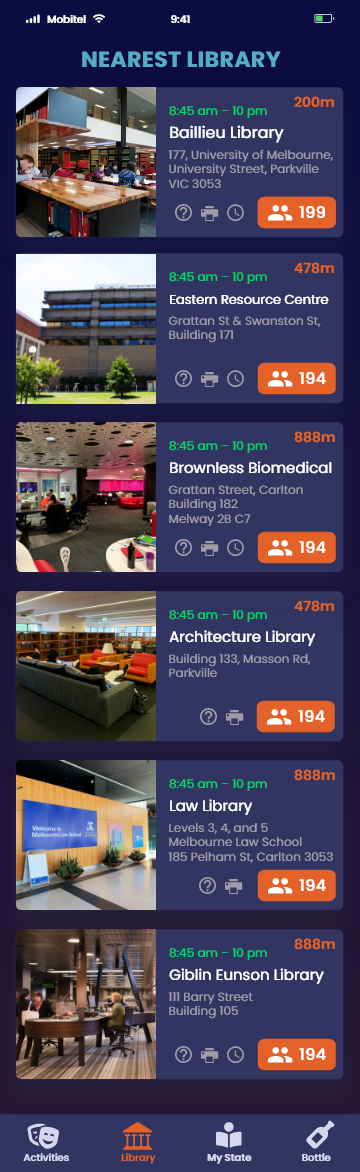 Mobitel 9:41
NEAREST LIBRARY
200m
8:45 am – 10 pm
Baillieu Library
177, University of Melbourne,
University Street, Parkville
VIC 3053
199
478m
8:45 am – 10 pm
Eastern Resource Centre
Grattan St & Swanston St,
Building 171
194
888m
8:45 am – 10 pm
Brownless Biomedical
Grattan Street, Carlton
Building 182
Melway 2B C7
194
478m
8:45 am – 10 pm
Architecture Library
Building 133, Masson Rd,
Parkville
194
Welcome to
Melbourne Law School
888m
8:45 am – 10 pm
Law Library
Levels 3, 4, and 5
Melbourne Law School
185 Pelham St, Carlton 3053
194
888m
8:45 am – 10 pm
Giblin Eunson Library
111 Barry Street
Building 105
194
Activities Library My State Bottle